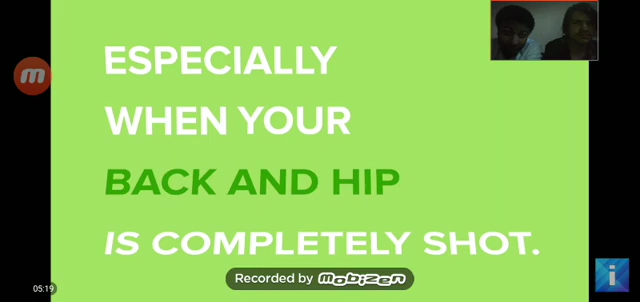 ESPECIALLY
WHEN YOUR
BACK AND HIP
IS COMPLETELY SHOT.
Recorded by mobizen
05:19